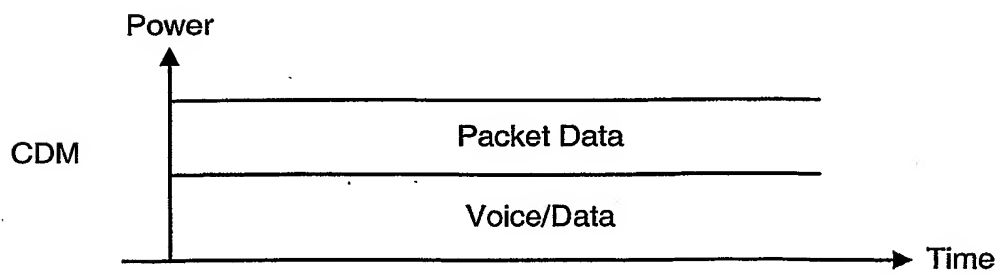 Power
CDM
Packet Data
Voice/Data
Time